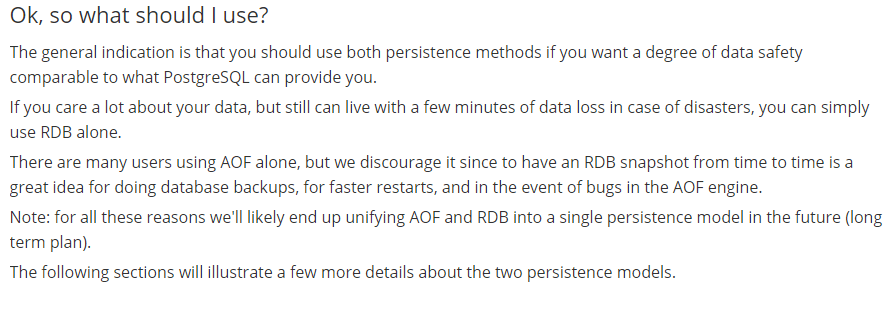 Ok, so what should I use?
The general indication is that you should use both persistence methods if you want a degree of data safety
comparable to what PostgreSQL can provide you.
If you care a lot about your data, but still can live with a few minutes of data loss in case of disasters, you can simply
use RDB alone.
There are many users using AOF alone, but we discourage it since to have an RDB snapshot from time to time is a
great idea for doing database backups, for faster restarts, and in the event of bugs in the AOF engine.
Note: for all these reasons we'll likely end up unifying AOF and RDB into a single persistence model in the future (long
term plan).
The following sections will illustrate a few more details about the two persistence models.